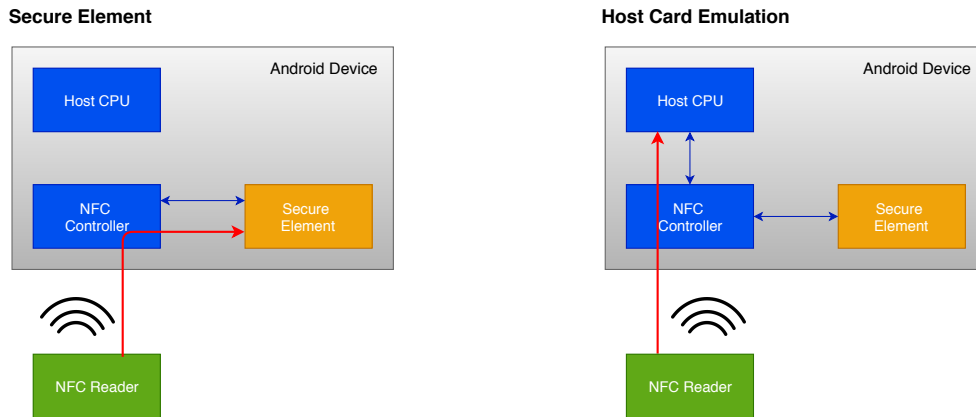 Secure Element
Android Device
Host CPU
NFC
Controller
Secure
Element
NFC Reader
Host Card Emulation
Android Device
Host CPU
NFC
Controller
Secure
Element
NFC Reader